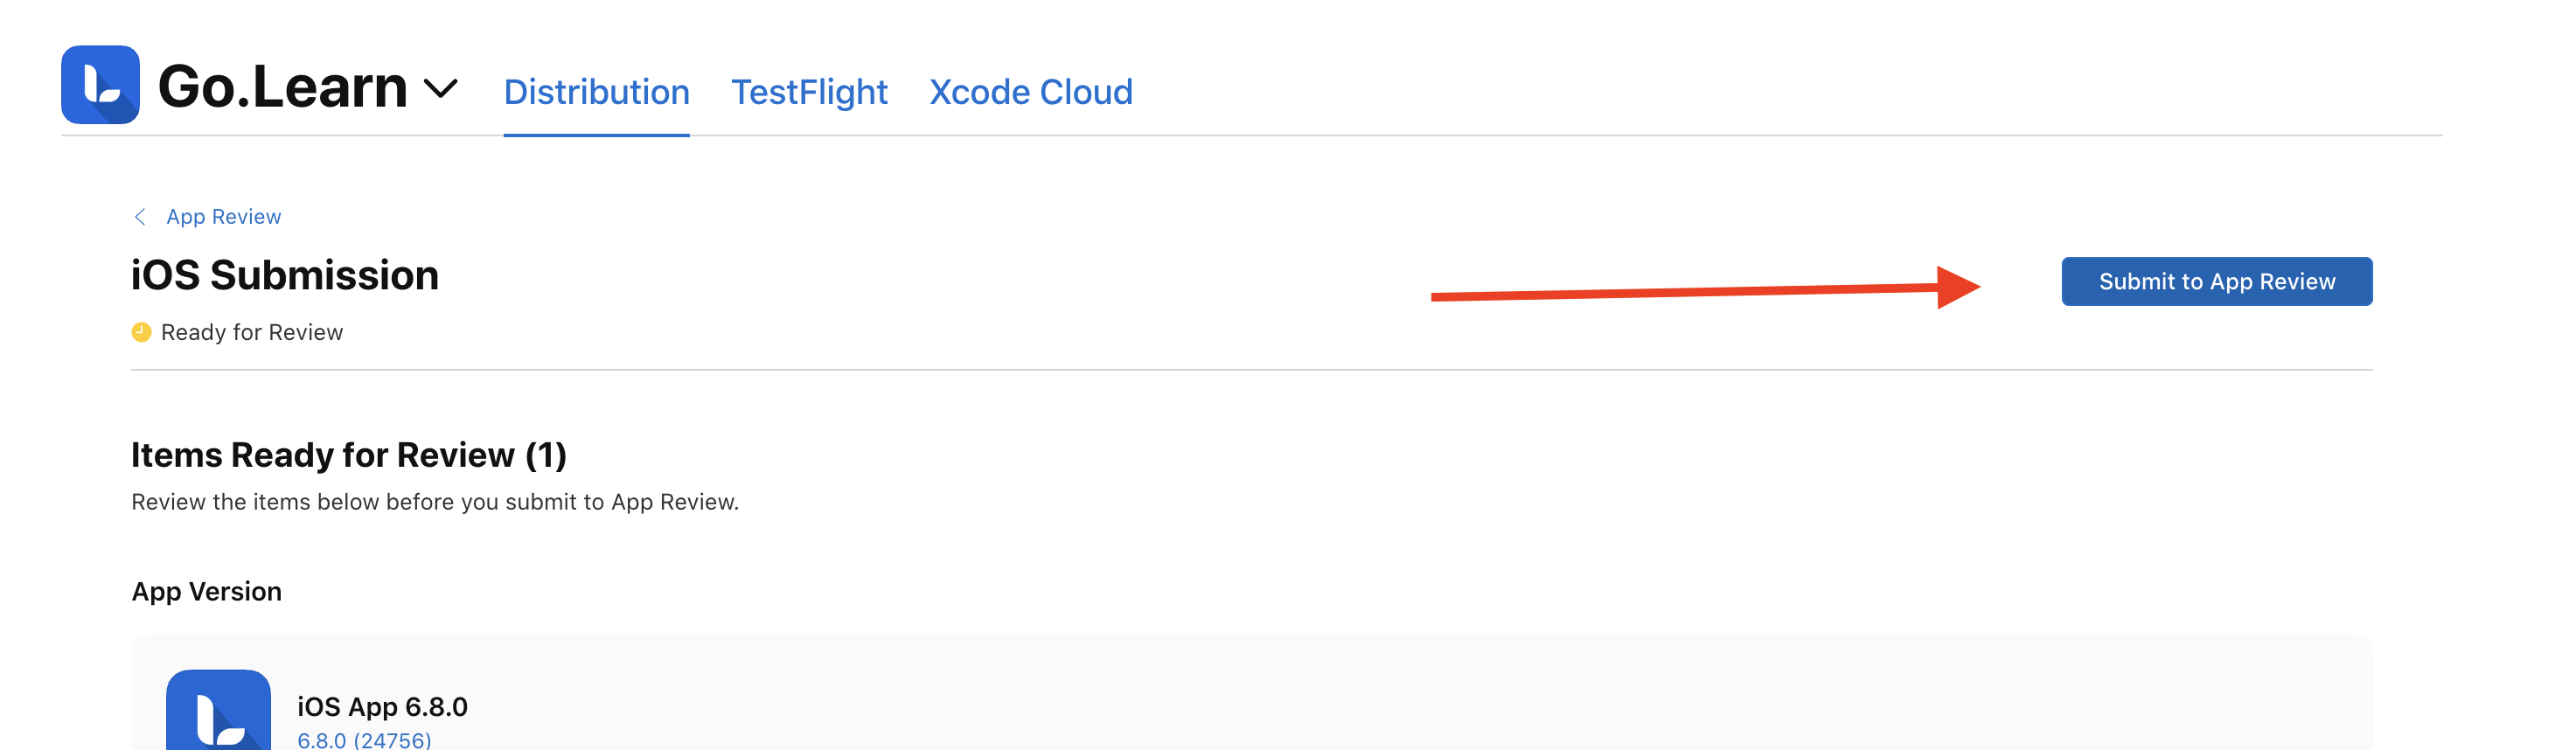 Go.Learn
Distribution
TestFlight
Xcode Cloud
App Review
iOS Submission
Submit to App Review
Ready for Review
Items Ready for Review (1)
Review the items below before you submit to App Review.
App Version
iOS App 6.8.0
6.8.0 (24756)